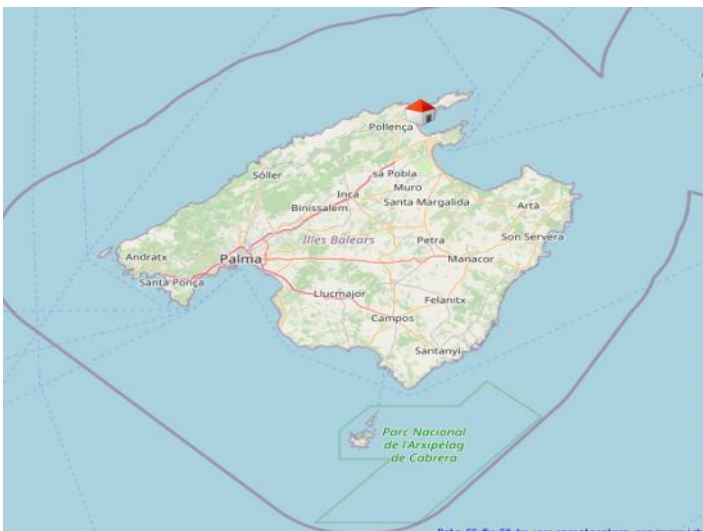 Pollença
sa Pobla
Sóller
Muro
Inca
Santa Margalida
Binissalem
Artà
Illes Balears
Petra
Son Servera
Andratx
Palma
Manacor
Santa Ponça
Llucmajor
Felanitx
Campos
Santanyí
Parc Nacional
de l'Arxipèlag
de Cabrera